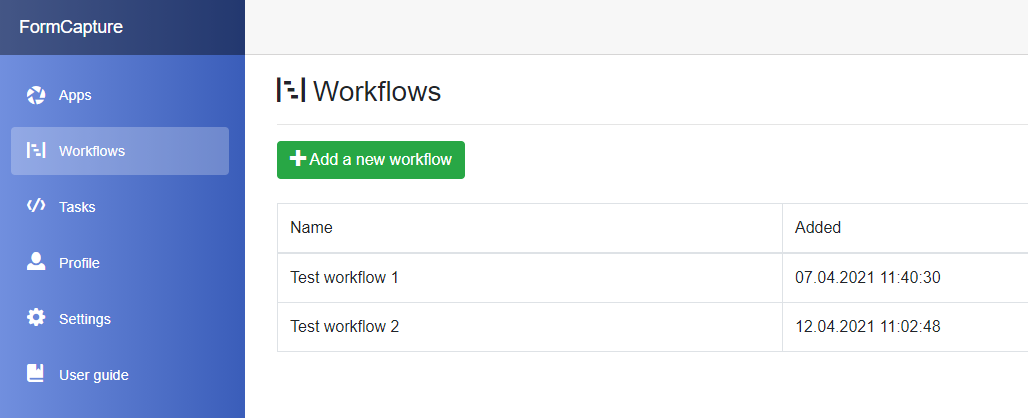 FormCapture
Apps
Workflows
Tasks
Profile
Settings
User guide
Workflows
Add a new workflow
Name Added
Test workflow 1 07.04.2021 11:40:30
Test workflow 2 12.04.2021 11:02:48